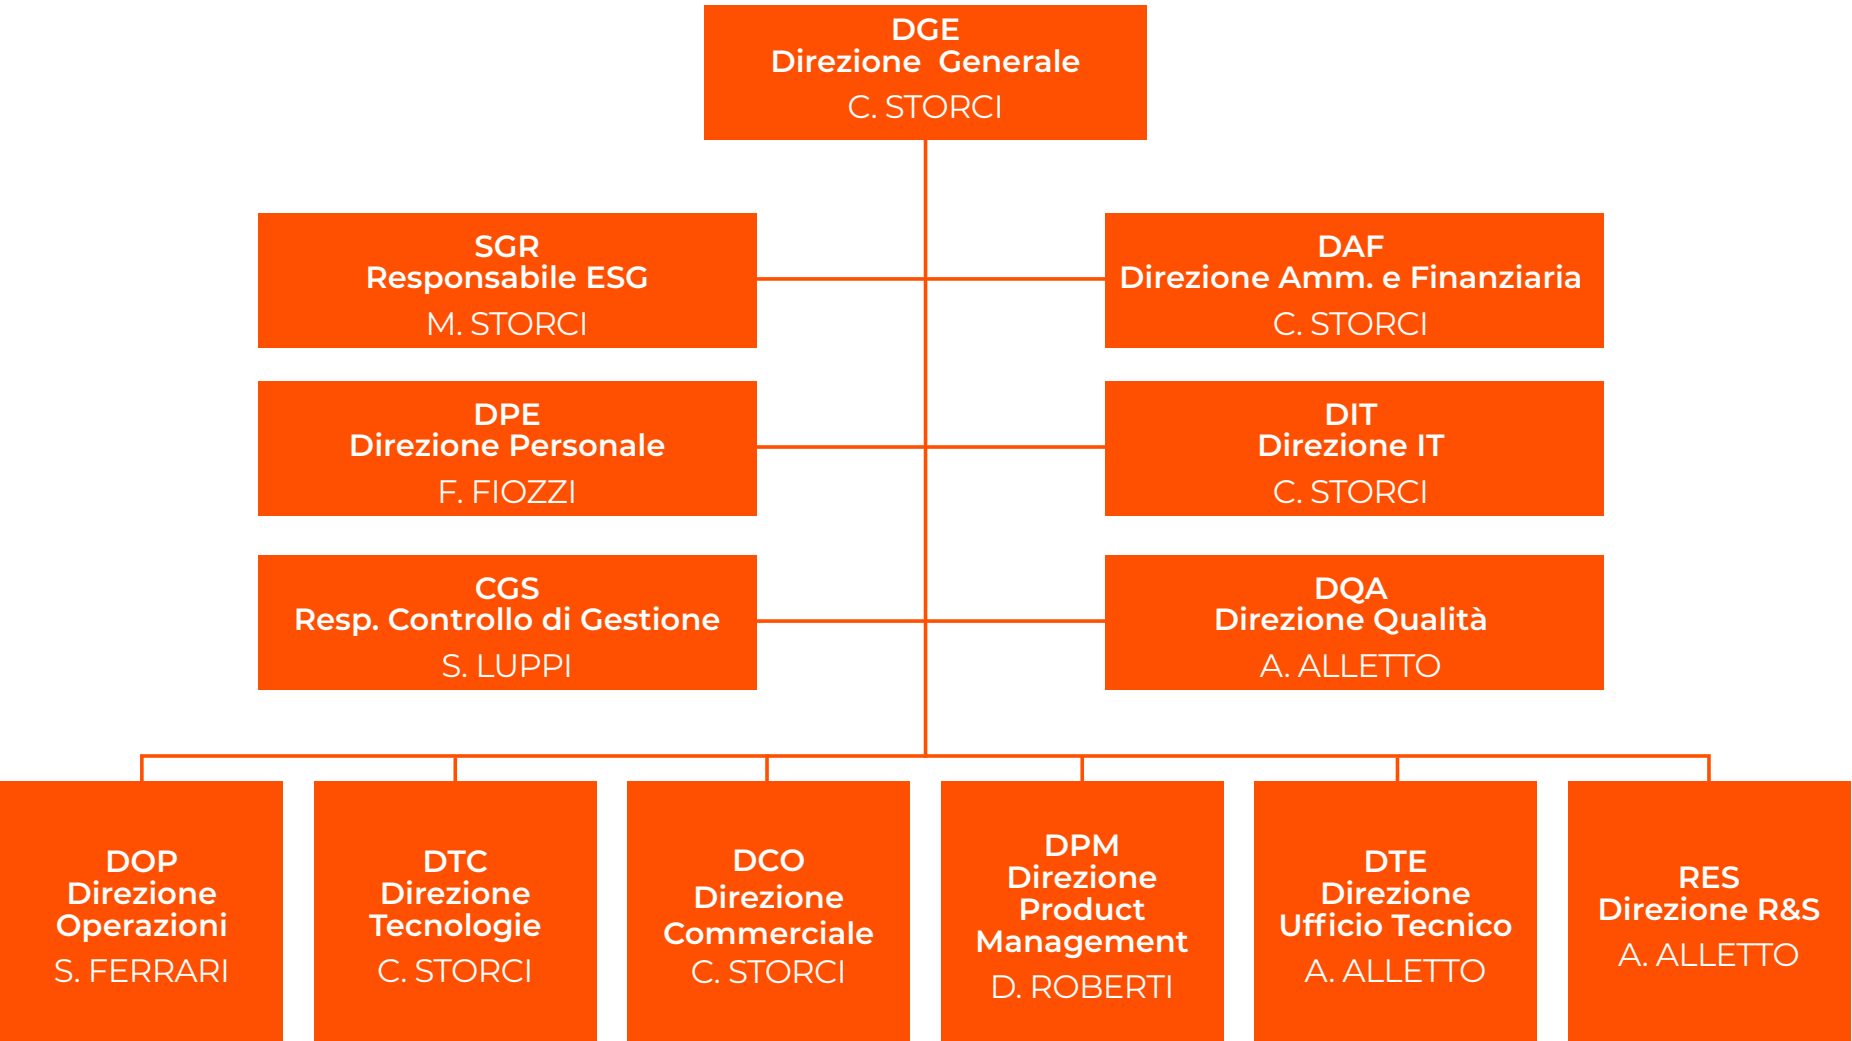 DGE
Direzione Generale
C. STORCI
SGR
Responsabile ESG
M. STORCI
DAF
Direzione Amm. e Finanziaria
C. STORCI
DPE
Direzione Personale
F. FIOZZI
DIT
Direzione IT
C. STORCI
CGS
Resp. Controllo di Gestione
S. LUPPI
DQA
Direzione Qualità
A. ALLETTO
DOP
Direzione
Operazioni
S. FERRARI
DTC
Direzione
Tecnologie
C. STORCI
DCO
Direzione
Commerciale
C. STORCI
DPM
Direzione
Product
Management
D. ROBERTI
DTE
Direzione
Ufficio Tecnico
A. ALLETTO
RES
Direzione R&S
A. ALLETTO